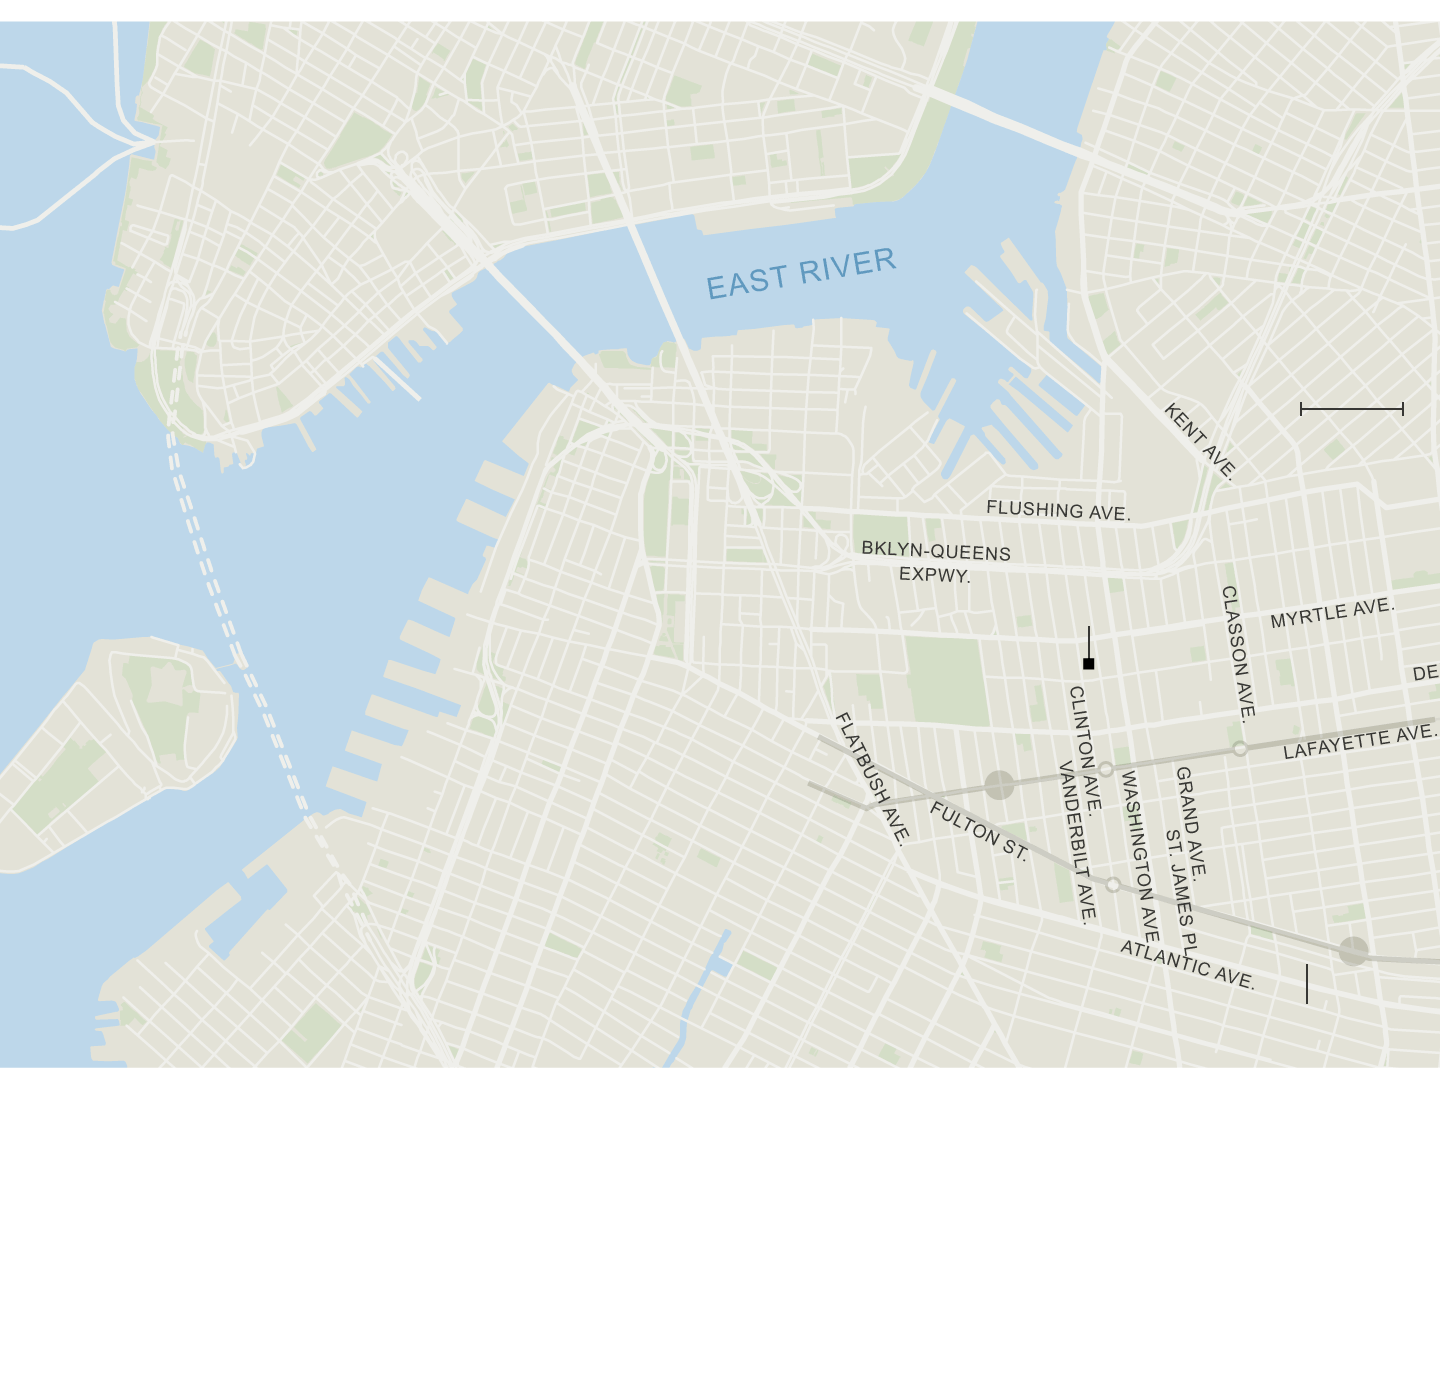 EAST RIVER
KENT AVE.
FLUSHING AVE.
BKLYN-QUEENS
EXPWY.
CLASSON AVE.
MYRTLE AVE.
DE
CLINTON AVE.
VANDERBILT AVE.
FLATBUSH AVE.
LAFAYETTE AVE.
FULTON ST.
WASHINGTON AVE
GRAND AVE.
ST. JAMES PL
ATLANTIC AVE.